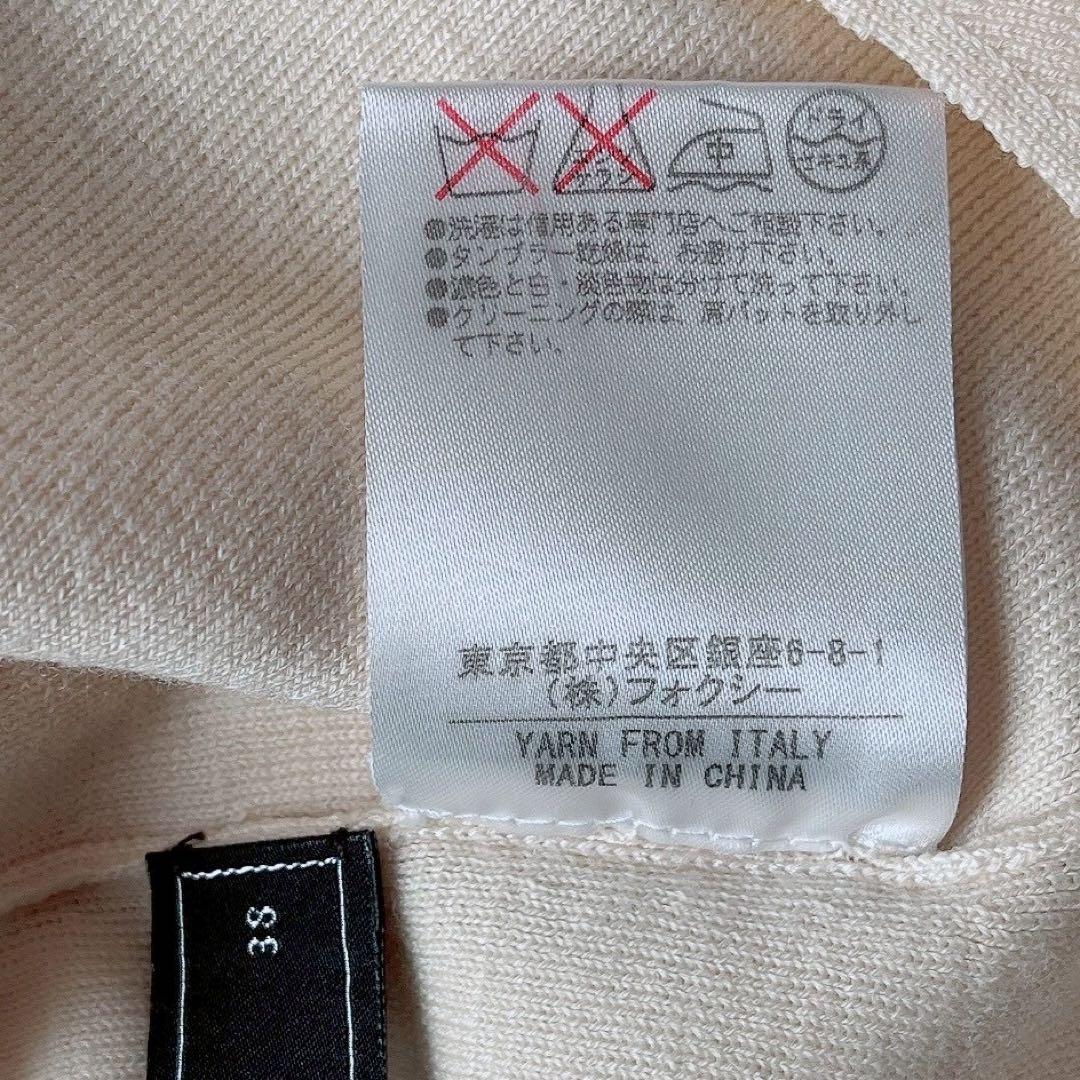 中 ドライ
セキユ系
●洗濯は信用ある専門店へご相談下さい。
●タンブラー乾燥は、お避け下さい。
●濃色と白・淡色物は分けて洗って下さい。
●クリーニングの際は、肩パットを取り外し
て下さい。
東京都中央区銀座6-8-1
(株)フォクシー
YARN FROM ITALY
MADE IN CHINA
38